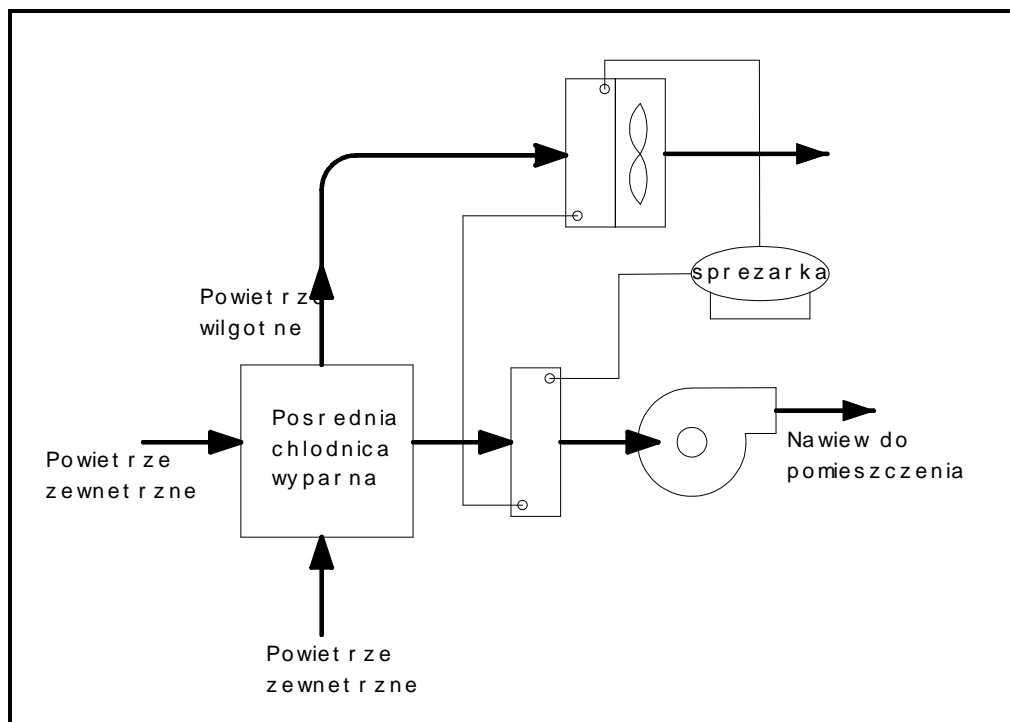 sprezarka
Powietrze
wilgotne
Posrednia
chlodnica
wyparna
Powietrze
zewnetrzne
Nawiew do
pomieszczenia
Powietrze
zewnetrzne